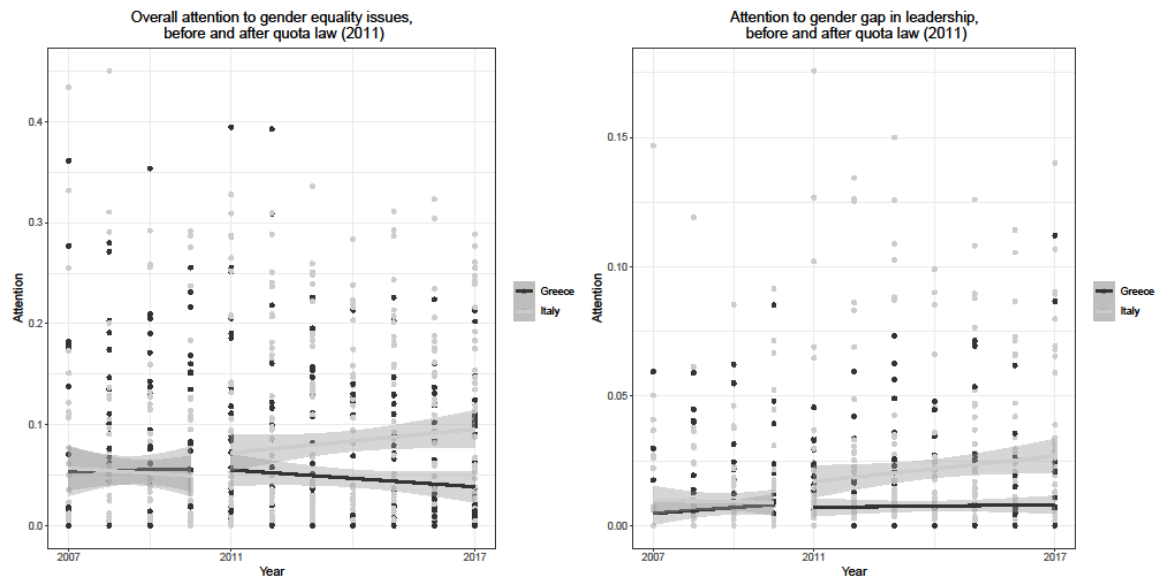 Overall attention to gender equality issues,
before and after quota law (2011)
0.4
0.3
0.2
0.1
0.0
Attention
2007
2011
2017
Year
Greece
Italy
Attention to gender gap in leadership,
before and after quota law (2011)
0.15
0.10
0.05
0.00
Attention
2007
2011
2017
Year
Greece
Italy